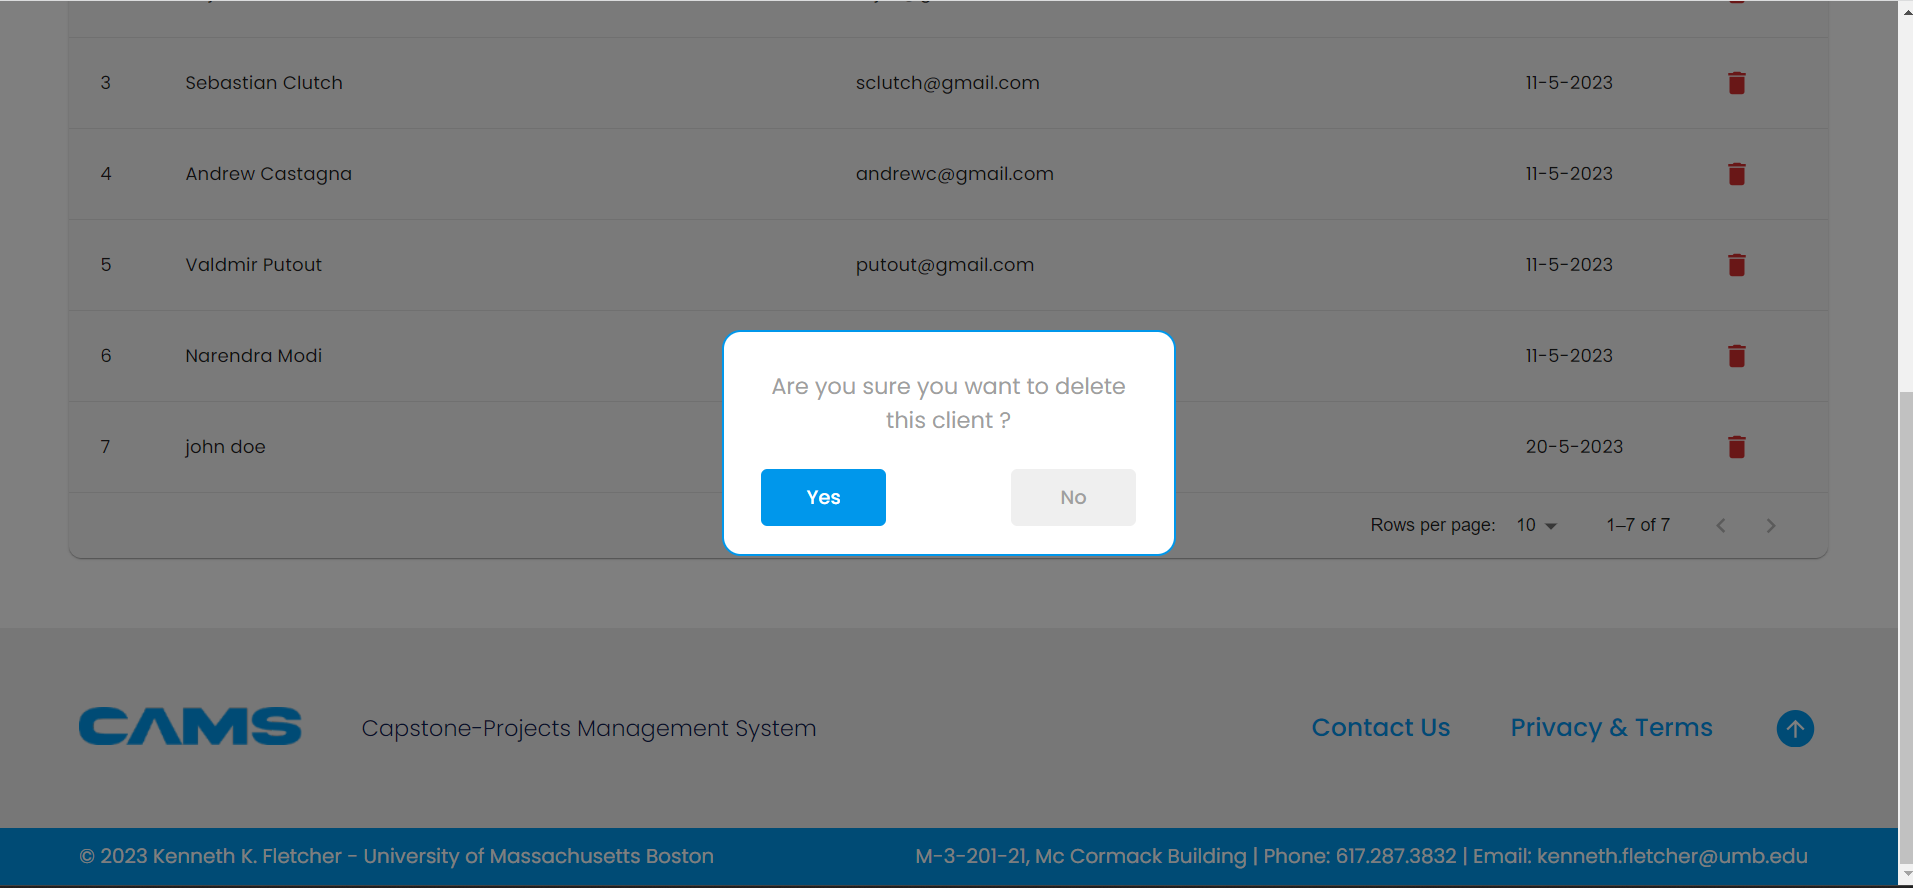 3 Sebastian Clutch sclutch@gmail.com 11-5-2023
4 Andrew Castagna andrewc@gmail.com 11-5-2023
5 Valdmir Putout putout@gmail.com 11-5-2023
6 Narendra Modi 11-5-2023
Are you sure you want to delete
this client ?
7 john doe 20-5-2023
Yes No
Rows per page: 10 1–7 of 7
CAMS Capstone-Projects Management System Contact Us Privacy & Terms
© 2023 Kenneth K. Fletcher - University of Massachusetts Boston M-3-201-21, Mc Cormack Building | Phone: 617.287.3832 | Email: kenneth.fletcher@umb.edu